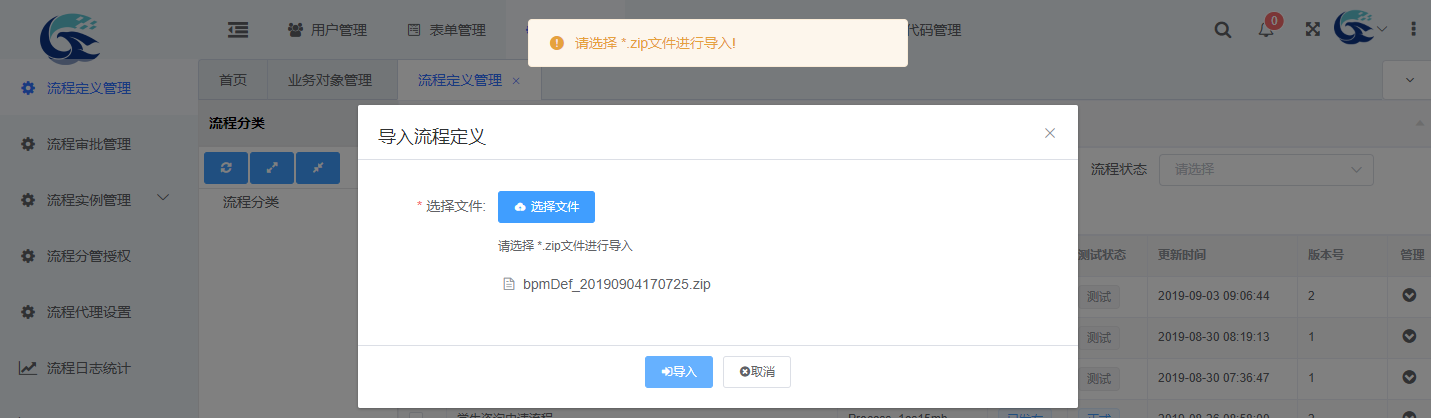 用户管理
表单管理
代码管理
0
请选择 *.zip文件进行导入!
流程定义管理
流程审批管理
流程实例管理
流程分管授权
流程代理设置
流程日志统计
首页
业务对象管理
流程定义管理
流程分类
流程分类
导入流程定义
* 选择文件:
选择文件
请选择 *.zip文件进行导入
bpmDef_20190904170725.zip
导入
取消
流程状态
请选择
测试状态 更新时间 版本号 管理
测试 2019-09-03 09:06:44 2
测试 2019-08-30 08:19:13 1
测试 2019-08-30 07:36:47 1